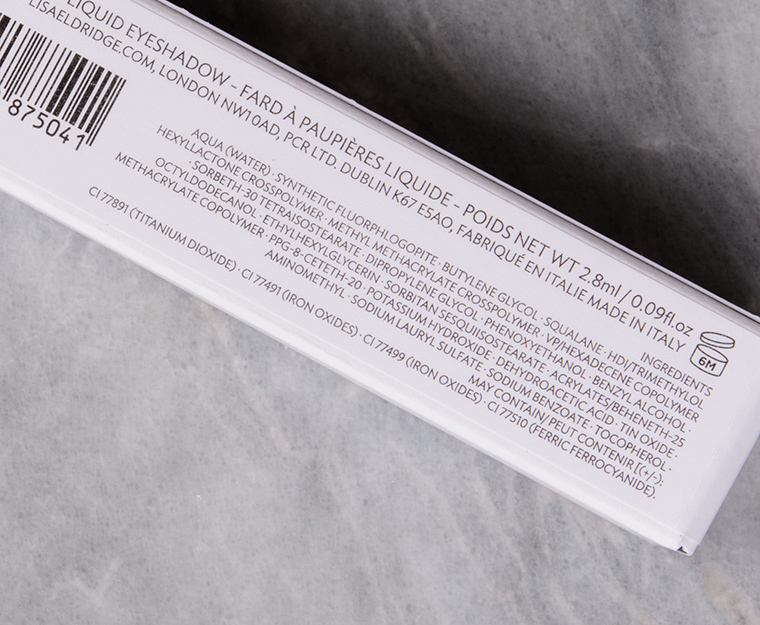 LIQUID EYESHADOW - FARD À PAUPIÈRES LIQUIDE - POIDS NET WT 2.8ml / 0.09fl.oz
LISAELDRIDGE.COM, LONDON NW1 0AD, PCR LTD. DUBLIN K67 E5AO, FABRIQUÉ EN ITALIE MADE IN ITALY
875041
6M
INGREDIENTS
AQUA (WATER) · SYNTHETIC FLUORPHLOGOPITE · BUTYLENE GLYCOL · SQUALANE · HDI/TRIMETHYLOL
HEXYLLACTONE CROSSPOLYMER · METHYL METHACRYLATE CROSSPOLYMER · VP/HEXADECENE COPOLYMER
· SORBETH-30 TETRAISOSTEARATE · DIPROPYLENE GLYCOL · PHENOXYETHANOL · BENZYL ALCOHOL ·
OCTYLDODECANOL · ETHYLHEXYLGLYCERIN · SORBITAN SESQUIISOSTEARATE · ACRYLATES/BEHENETH-25
METHACRYLATE COPOLYMER · PPG-8-CETETH-20 · POTASSIUM HYDROXIDE · DEHYDROACETIC ACID · TIN OXIDE ·
AMINOMETHYL · SODIUM LAURYL SULFATE · SODIUM BENZOATE · TOCOPHEROL ·
MAY CONTAIN/ PEUT CONTENIR [(+/-):
CI 77891 (TITANIUM DIOXIDE) · CI 77491 (IRON OXIDES) · CI 77499 (IRON OXIDES) · CI 77510 (FERRIC FERROCYANIDE).